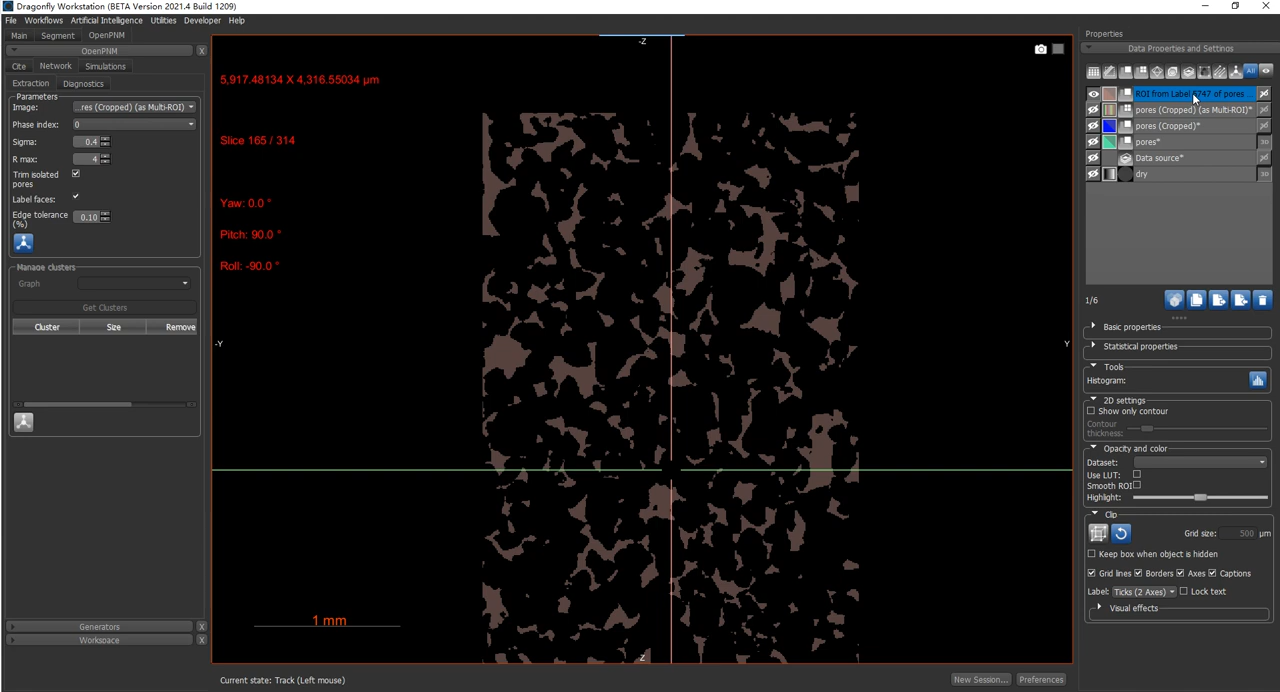 Dragonfly Workstation (BETA Version 2021.4 Build 1209)
File Workflows Artificial Intelligence Utilities Developer Help
Main Segment OpenPNM
OpenPNM X
Cite Network Simulations
Extraction Diagnostics
Parameters
Image: ...res (Cropped) (as Multi-ROI)
Phase index: 0
Sigma: 0.4
R max: 4
Trim isolated
pores
Label faces:
Edge tolerance
(%) 0.10
Manage clusters
Graph
Get Clusters
Cluster Size Remove
Generators X
Workspace X
-Z
5,917.48134 X 4,316.55034 µm
Slice 165 / 314
Yaw: 0.0 °
Pitch: 90.0 °
Roll: -90.0 °
-Y
Y
1 mm
Z
Current state: Track (Left mouse)
New Session... Preferences
Properties
Data Properties and Settings
All
pores (Cropped) (as Multi-ROI)*
pores (Cropped)*
pores* 3D
Data source*
dry 3D
1/6
Basic properties
Statistical properties
Tools
Histogram:
2D settings
Show only contour
Contour
thickness:
Opacity and color
Dataset:
Use LUT:
Smooth ROI
Highlight:
Clip
Grid size: 500 µm
Keep box when object is hidden
Grid lines Borders Axes Captions
Label: Ticks (2 Axes) Lock text
Visual effects